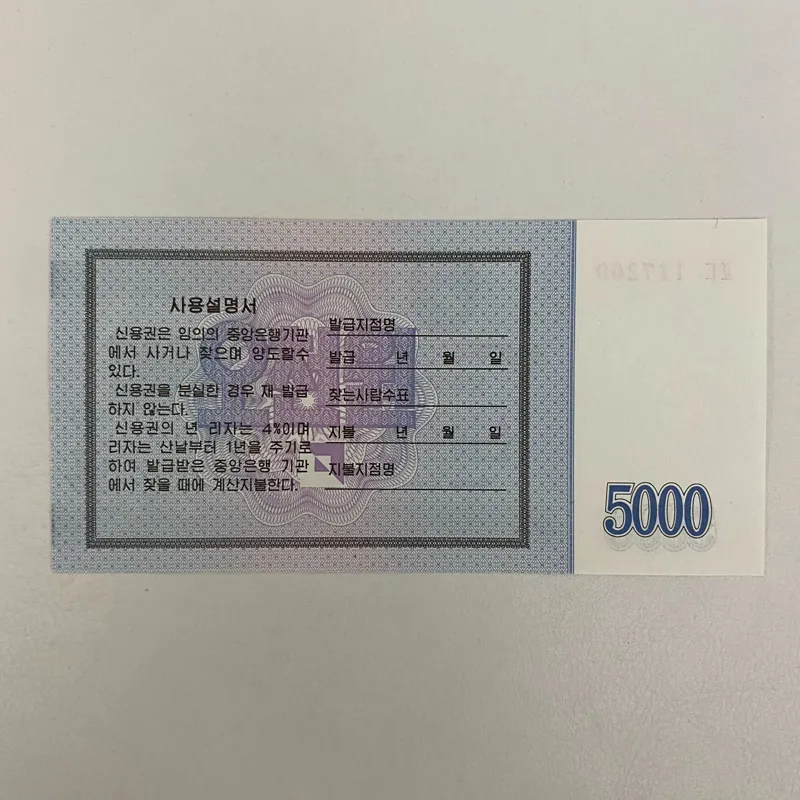 사용설명서
신용권은 임의의 중앙은행기관
에서 사거나 찾으며 양도할수
있다.
신용권을 분실한 경우 재 발급
하지 않는다.
신용권의 년 리자는 4%이며
리자는 산날부터 1년을 주기로
하여 발급받은 중앙은행 기관
에서 찾을 때에 계산지불한다.
발급지점명
발급 년 월 일
찾는사람수표
지불 년 월 일
지불지점명
5000